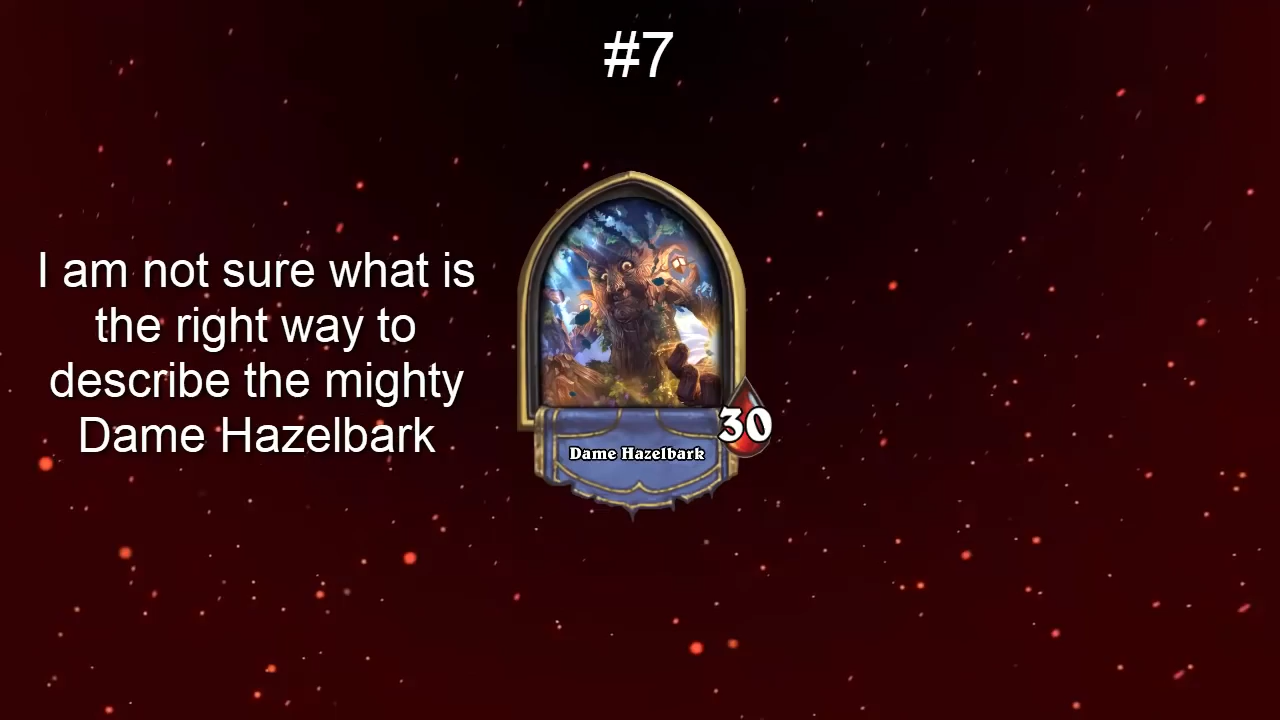 #7
I am not sure what is
the right way to
describe the mighty
Dame Hazelbark
30
Dame Hazelbark